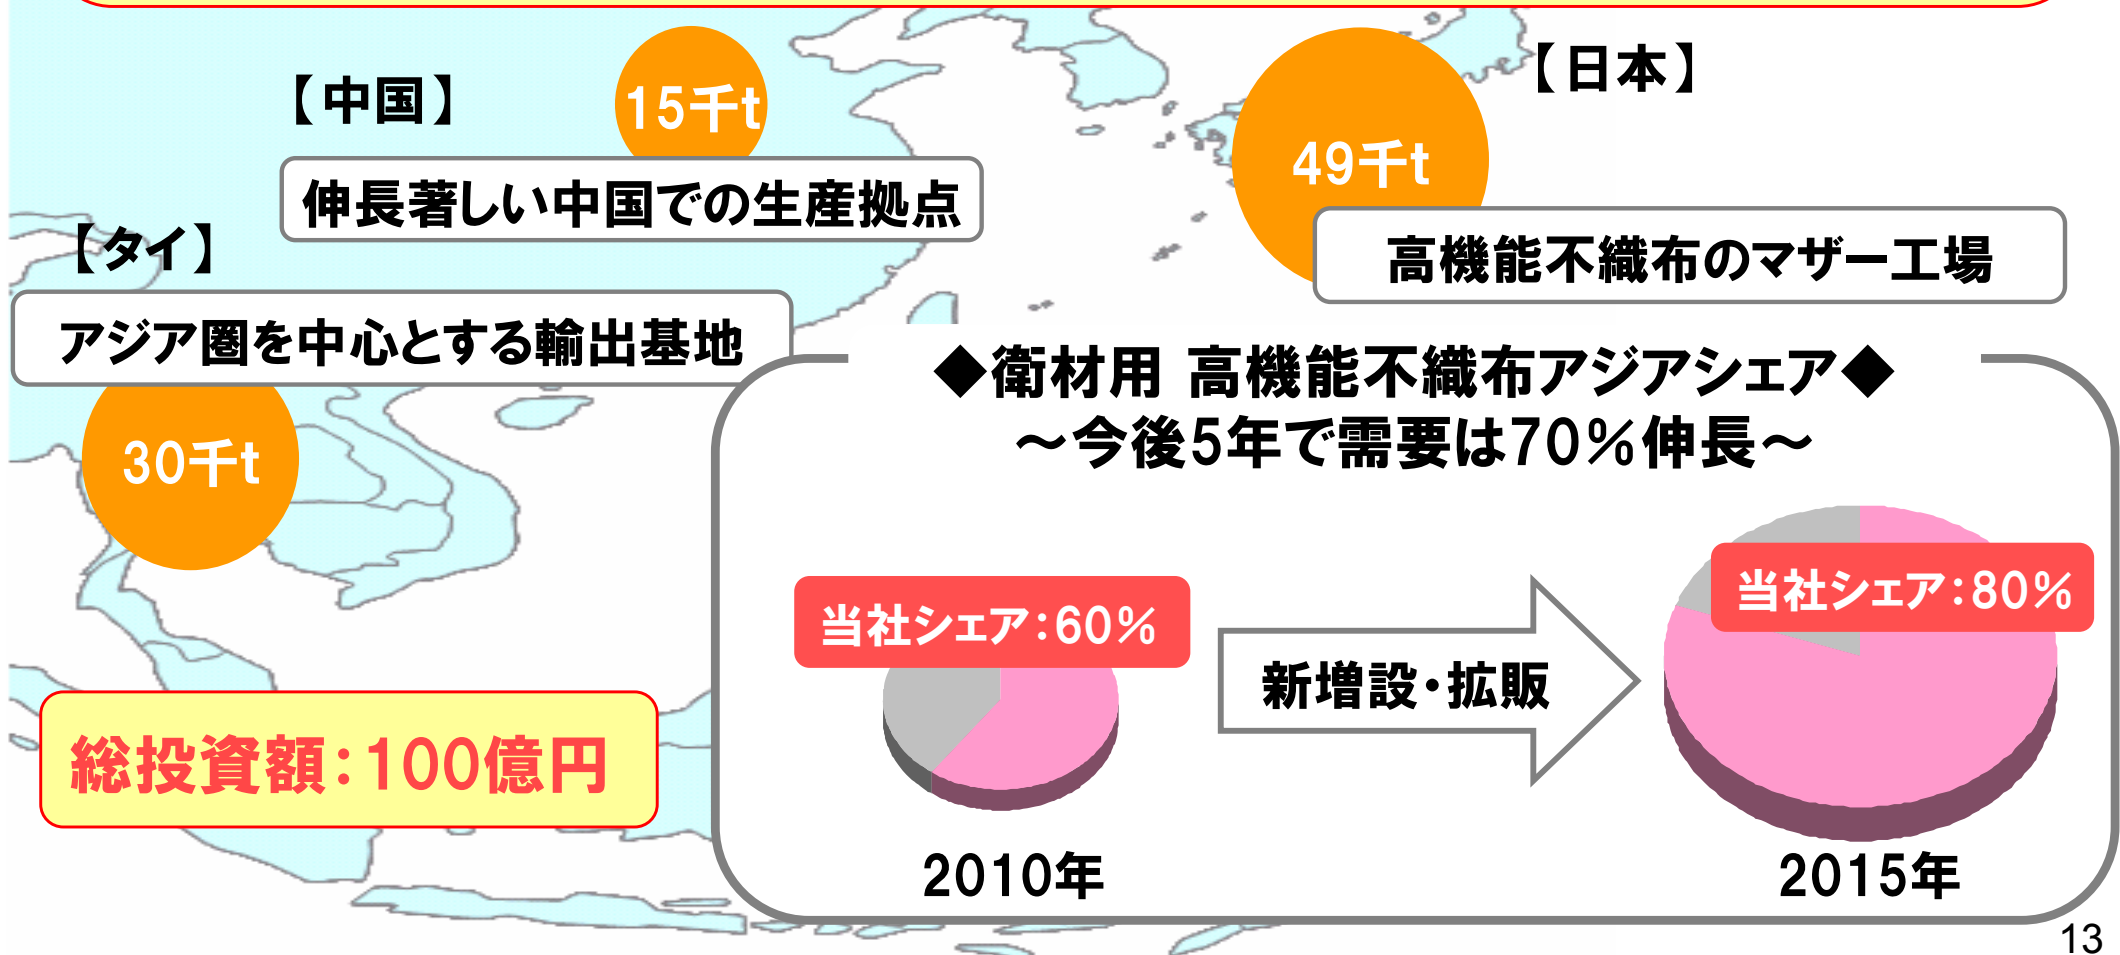 【中国】
15千t
伸長著しい中国での生産拠点
【日本】
49千t
高機能不織布のマザー工場
【タイ】
アジア圏を中心とする輸出基地
30千t
総投資額：100億円
◆衛材用 高機能不織布アジアシェア◆
～今後5年で需要は70％伸長～
当社シェア：60％
新増設・拡販
当社シェア：80％
2010年
2015年
13